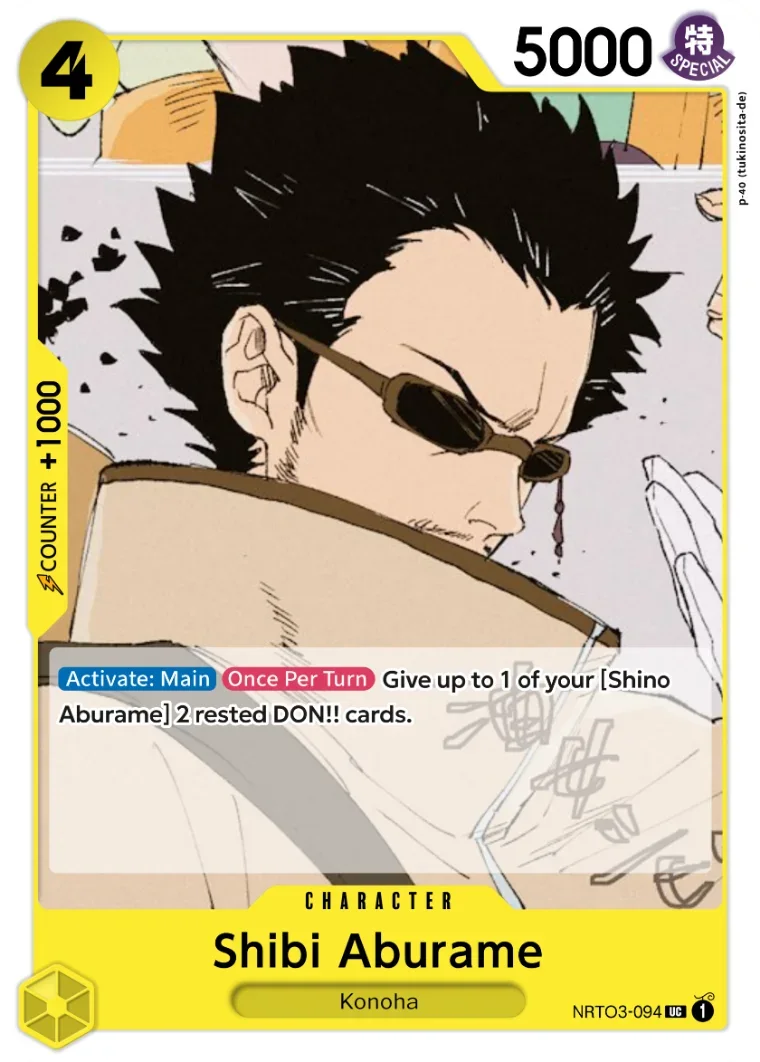 4
5000
特
SPECIAL
p-40 (tukinosita-de)
COUNTER +1000
Activate: Main Once Per Turn Give up to 1 of your [Shino
Aburame] 2 rested DON!! cards.
CHARACTER
Shibi Aburame
Konoha
NRTO3-094 UC 1